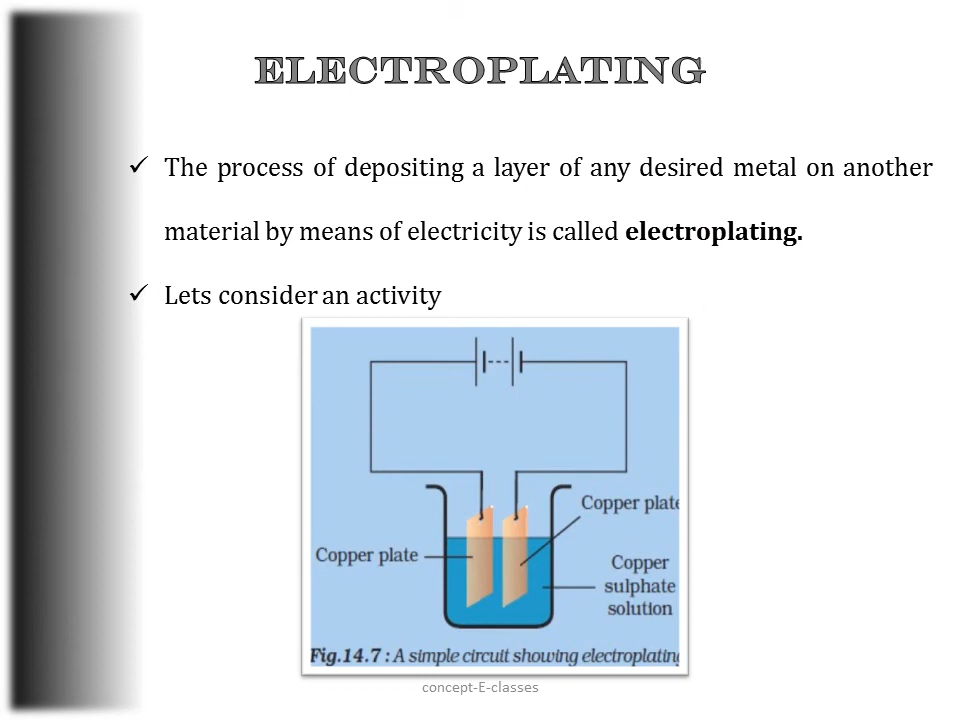 ELECTROPLATING
✓ The process of depositing a layer of any desired metal on another
material by means of electricity is called electroplating.
✓ Lets consider an activity
Copper plate
Copper plate
Copper
sulphate
solution
Fig.14.7 : A simple circuit showing electroplating
concept-E-classes